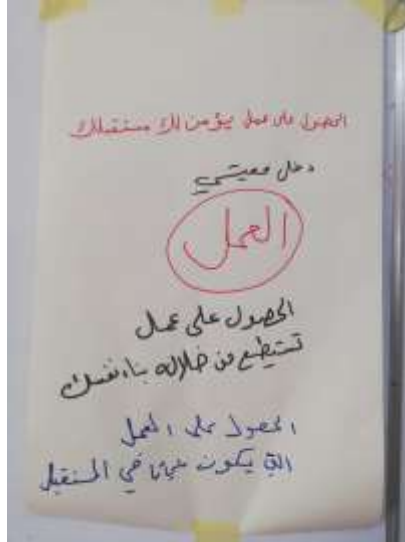 الحصول على عمل يؤمن لك مستقبلك
دخل معيشي
العمل
الحصول على عمل
تستطيع من خلاله بناء نفسك
الحصول على العمل
التي يكون في المستقبل